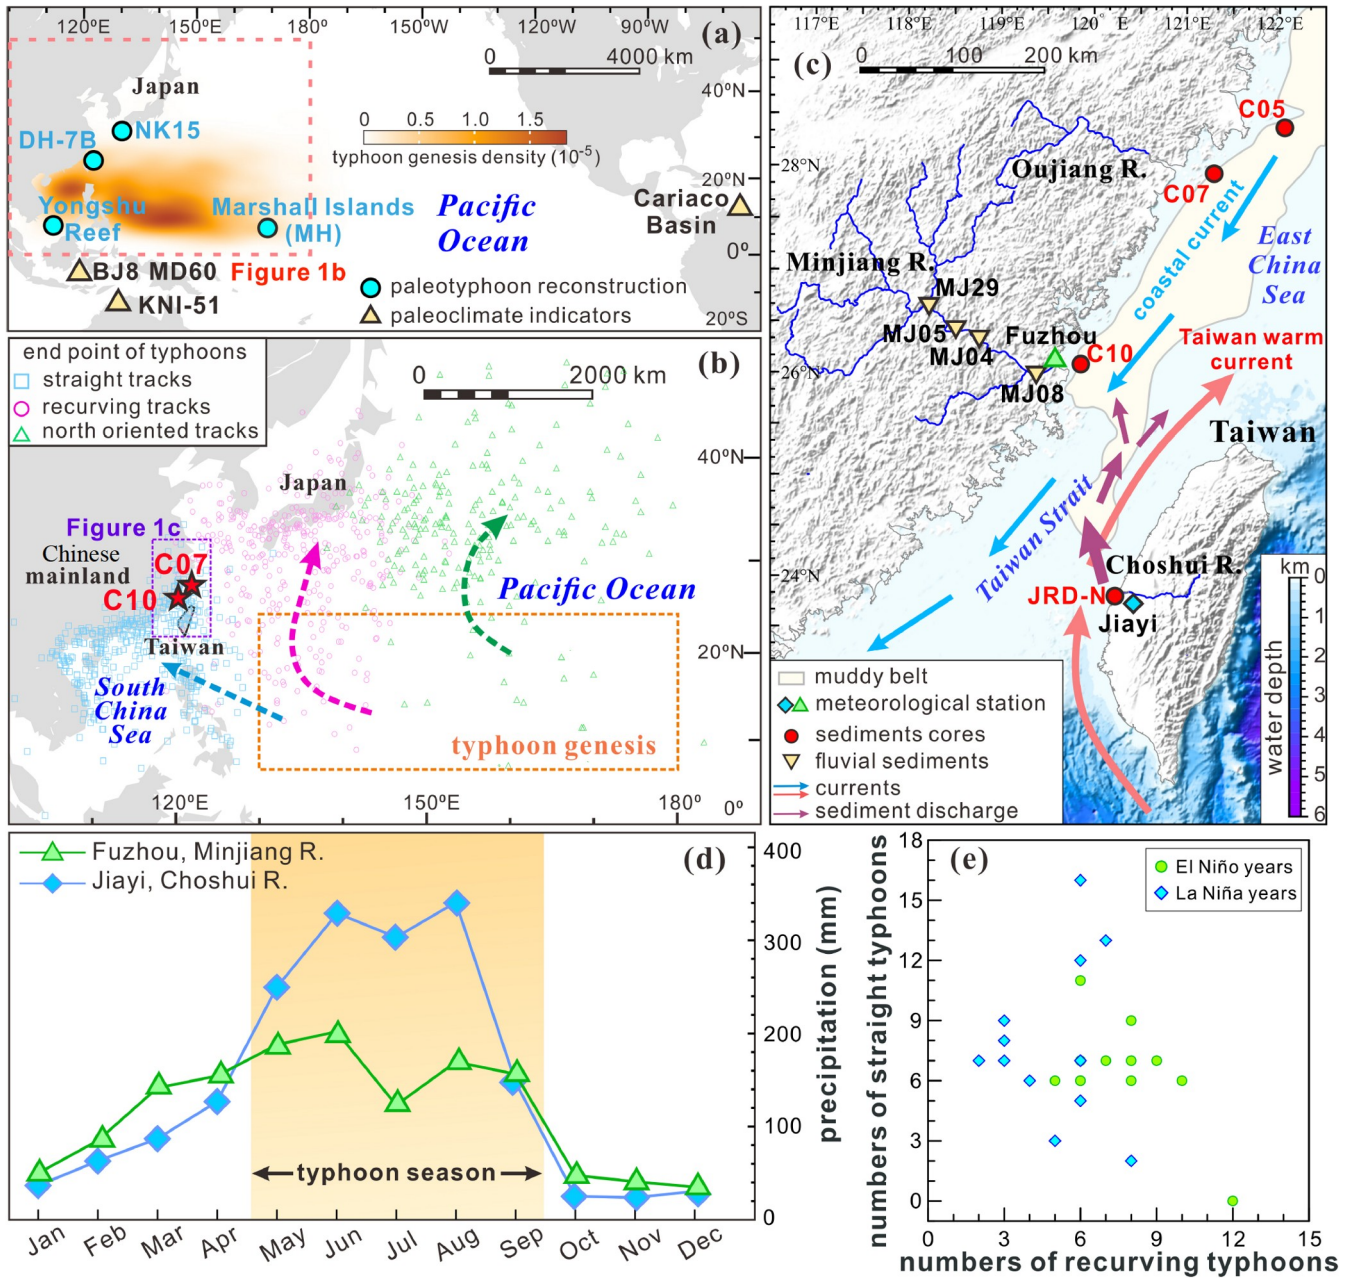 120°E 150°E 180° 150°W 120°W 90°W
(a)
0 4000 km
Japan
40°N
NK15
DH-7B
0 0.5 1.0 1.5
typhoon genesis density (10-5)
20°N
Yongshu
Reef
Marshall Islands
(MH)
Pacific
Ocean
Cariaco
Basin
0°
BJ8 MD60 Figure 1b
KNI-51
paleotyphoon reconstruction
paleoclimate indicators
20°S
end point of typhoons
straight tracks
recurving tracks
north oriented tracks
0 2000 km
(b)
40°N
Japan
Figure 1c
Chinese
mainland
C07
C10
Pacific Ocean
Taiwan
20°N
South
China
Sea
typhoon genesis
120°E 150°E 180° 0°
117°E 118°E 119°E 120°E 121°E 122°E
(c)
0 100 200 km
C05
28°N
Oujiang R.
C07
coastal current
East
China
Sea
Minjiang R.
MJ29
MJ05
MJ04
Fuzhou
C10
Taiwan warm
current
26°N
MJ08
Taiwan
Taiwan Strait
24°N
Choshui R.
JRD-N
Jiayi
km 0
1
2
3
4
5
6
water depth
muddy belt
meteorological station
sediments cores
fluvial sediments
currents
sediment discharge
Fuzhou, Minjiang R.
Jiayi, Choshui R.
(d)
400
300
200
100
0
precipitation (mm)
typhoon season
Jan Feb Mar Apr May Jun Jul Aug Sep Oct Nov Dec
(e)
El Niño years
La Niña years
18
15
12
9
6
3
0
numbers of straight typhoons
0 3 6 9 12 15
numbers of recurving typhoons